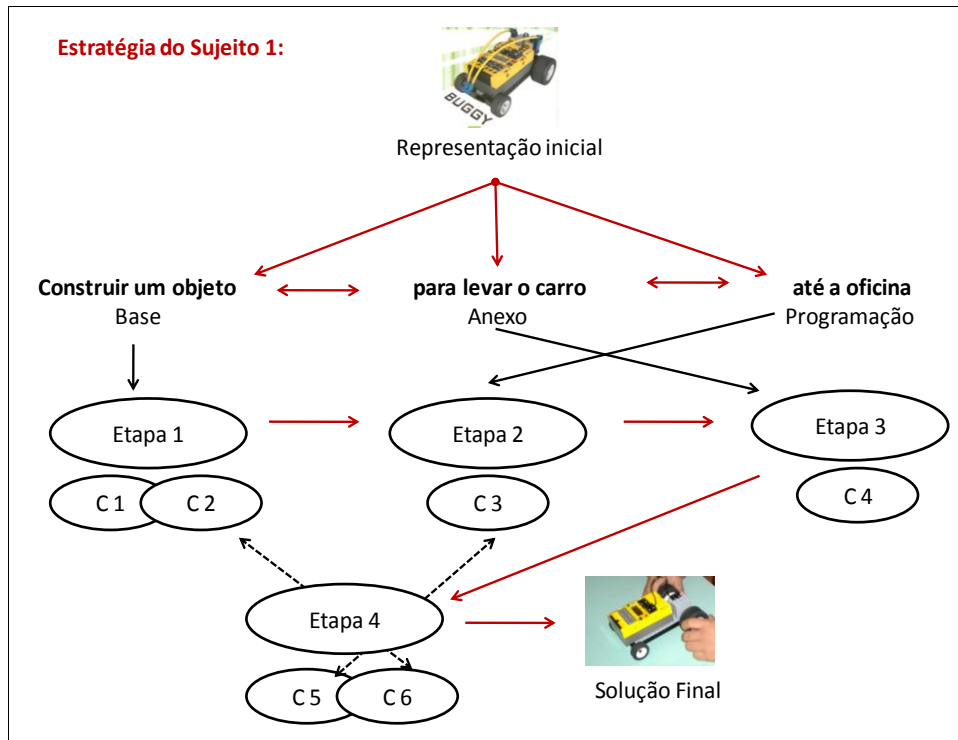 Estratégia do Sujeito 1:
BUGGY
Representação inicial
Construir um objeto
Base
para levar o carro
Anexo
até a oficina
Programação
Etapa 1
Etapa 2
Etapa 3
C 1
C 2
C 3
C 4
Etapa 4
C 5
C 6
Solução Final